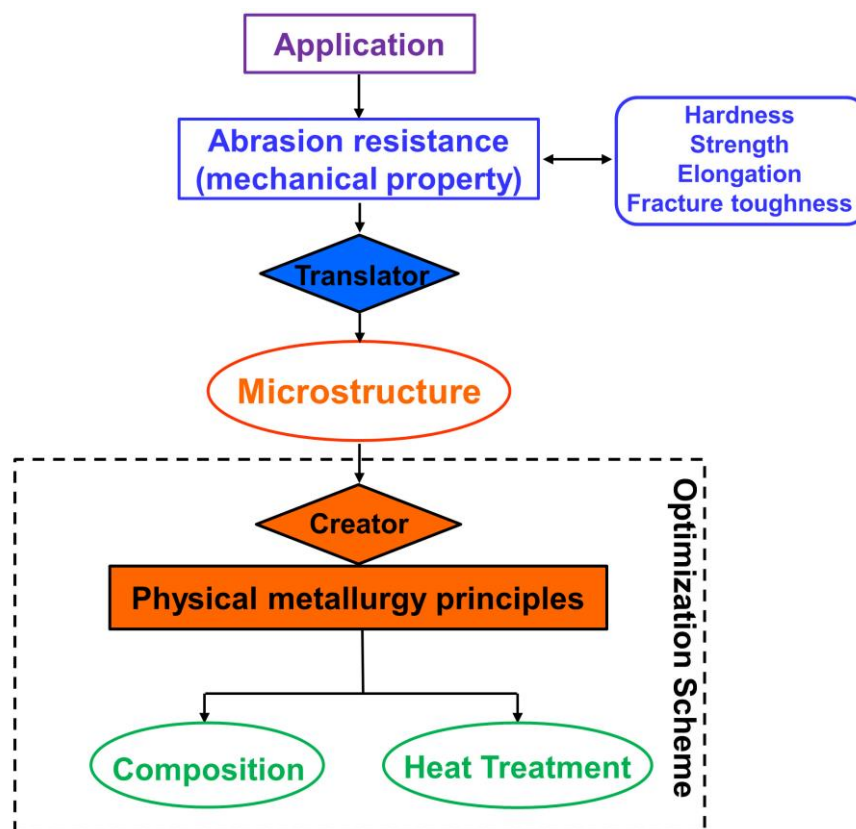 Application
Abrasion resistance
(mechanical property)
Hardness
Strength
Elongation
Fracture toughness
Translator
Microstructure
Creator
Physical metallurgy principles
Optimization Scheme
Composition
Heat Treatment